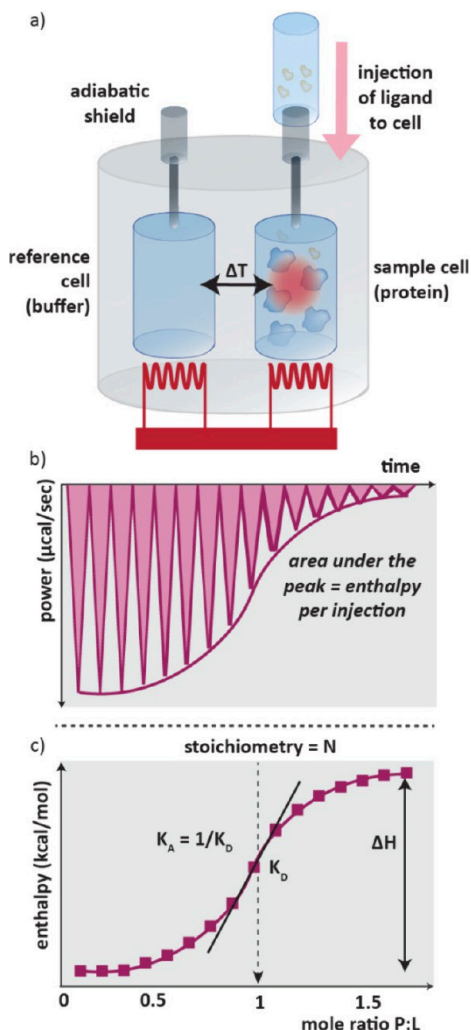 a)
adiabatic
shield
injection
of ligand
to cell
reference
cell
(buffer)
ΔT
sample cell
(protein)
b)
time
power (μcal/sec)
area under the
peak = enthalpy
per injection
c)
stoichiometry = N
enthalpy (kcal/mol)
K_A = 1/K_D
K_D
ΔH
0 0.5 1 1.5
mole ratio P:L